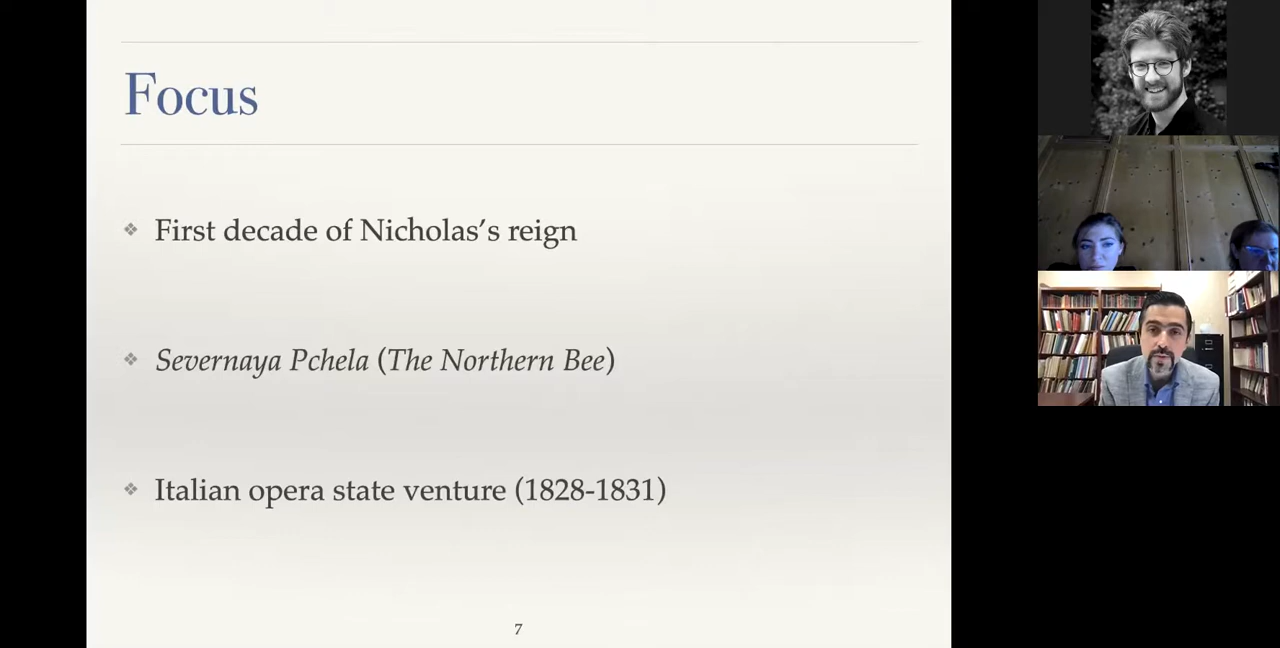 Focus
❖ First decade of Nicholas’s reign
❖ Severnaya Pchela (The Northern Bee)
❖ Italian opera state venture (1828-1831)
7